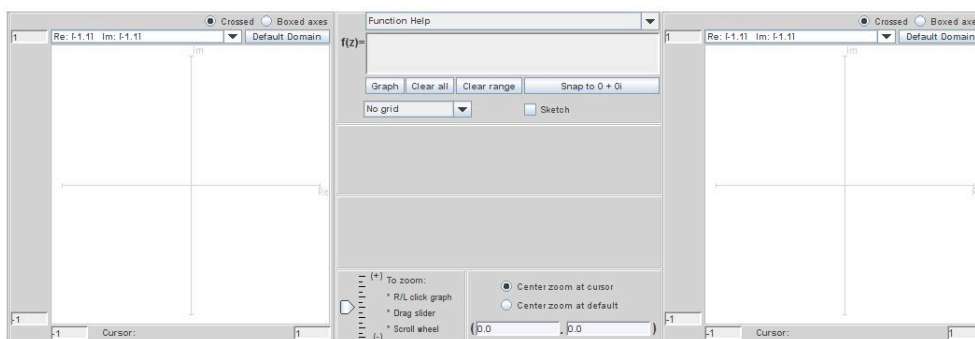 Crossed Boxed axes
1 Re: [-1,1] Im: [-1,1] Default Domain
Im
Re
-1
-1 Cursor: 1
Function Help
f(z)=
Graph Clear all Clear range Snap to 0 + 0i
No grid Sketch
(+) To zoom:
* R/L click graph
* Drag slider
* Scroll wheel
(-)
Center zoom at cursor
Center zoom at default
(0.0 , 0.0 )
Crossed Boxed axes
1 Re: [-1,1] Im: [-1,1] Default Domain
Im
-1
-1 Cursor: 1